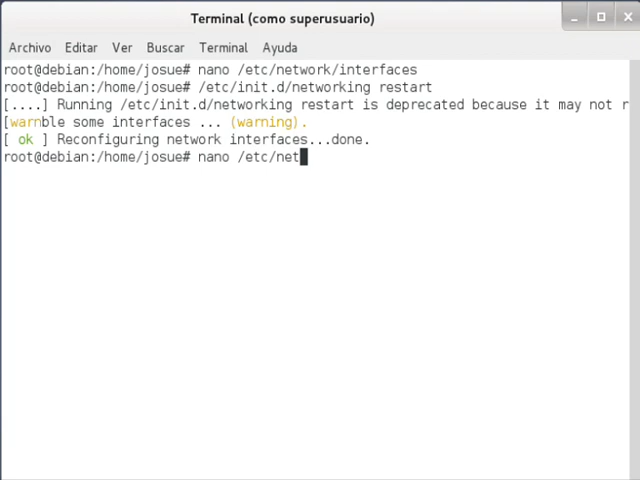 Terminal (como superusuario)
Archivo Editar Ver Buscar Terminal Ayuda
root@debian:/home/josue# nano /etc/network/interfaces
root@debian:/home/josue# /etc/init.d/networking restart
[....] Running /etc/init.d/networking restart is deprecated because it may not r
[warnble some interfaces ... (warning).
[ ok ] Reconfiguring network interfaces...done.
root@debian:/home/josue# nano /etc/net